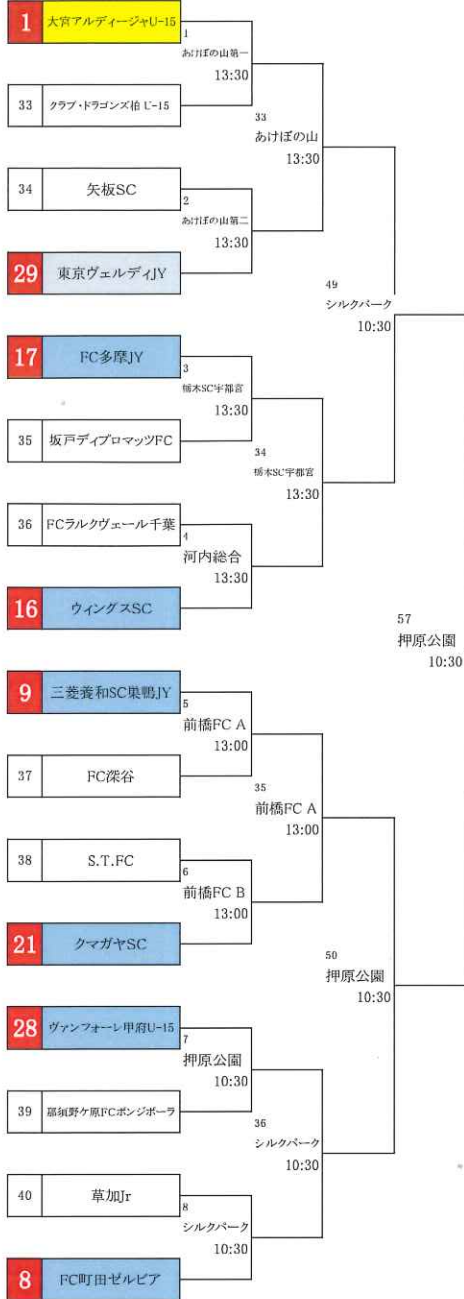 1 大宮アルディージャU-15
1
あけぼの山第一
13:30
33 クラブ・ドラゴンズ柏 U-15
33
あけぼの山
13:30
34 矢板SC
2
あけぼの山第二
13:30
29 東京ヴェルディJY
49
シルクパーク
10:30
17 FC多摩JY
3
栃木SC宇都宮
13:30
35 坂戸ディプロマッツFC
34
栃木SC宇都宮
13:30
36 FCラルクヴェール千葉
4
河内総合
13:30
16 ウィングスSC
57
押原公園
10:30
9 三菱養和SC巣鴨JY
5
前橋FC A
13:00
37 FC深谷
35
前橋FC A
13:00
38 S.T.FC
6
前橋FC B
13:00
21 クマガヤSC
50
押原公園
10:30
28 ヴァンフォーレ甲府U-15
7
押原公園
10:30
39 那須野ケ原FCボンジボーラ
36
シルクパーク
10:30
40 草加Jr
8
シルクパーク
10:30
8 FC町田ゼルビア